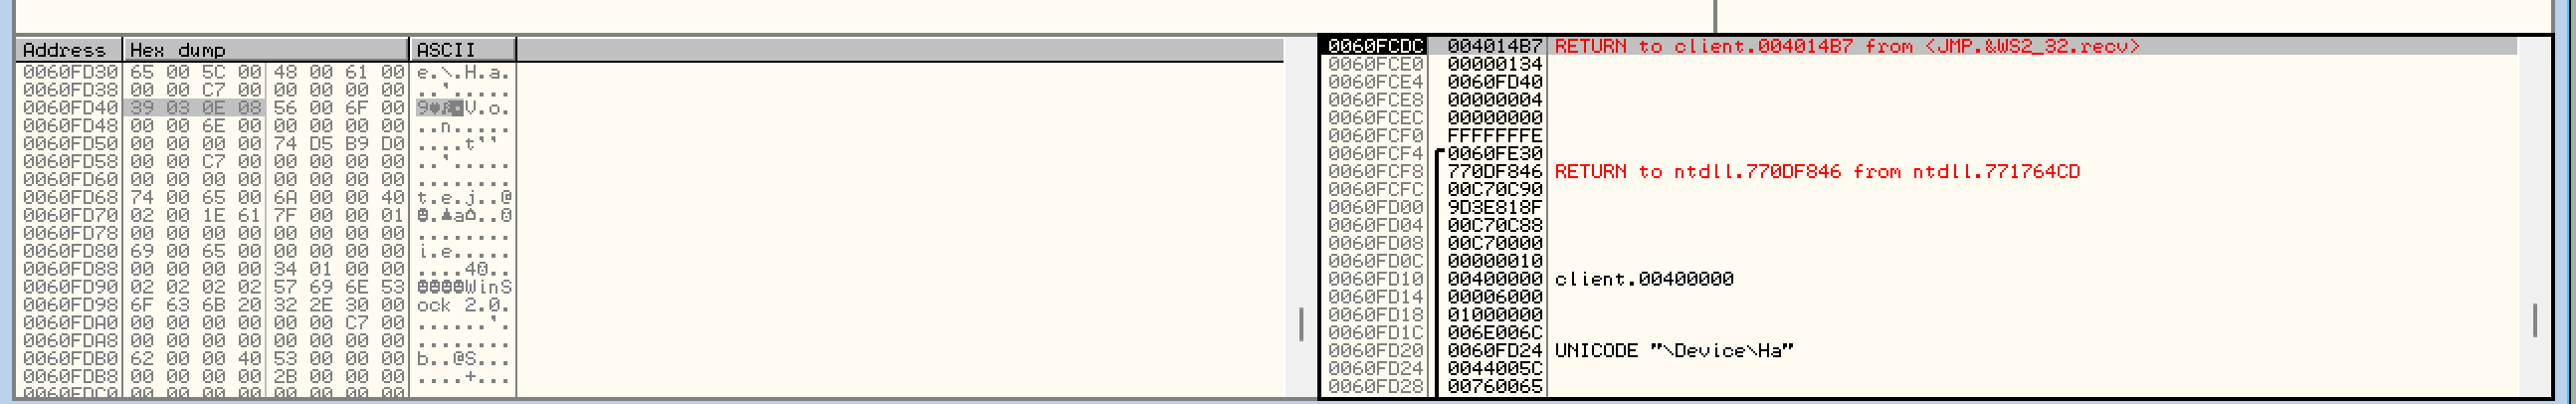 Address Hex dump ASCII
0060FD30 65 00 5C 00 48 00 61 00 e.\.H.a.
0060FD38 00 00 C7 00 00 00 00 00 ..'.....
0060FD40 39 03 0E 08 56 00 6F 00 9♥♫◘V.o.
0060FD48 00 00 6E 00 00 00 00 00 ..n.....
0060FD50 00 00 00 00 74 D5 B9 D0 ....t''
0060FD58 00 00 C7 00 00 00 00 00 ..'.....
0060FD60 00 00 00 00 00 00 00 00 ........
0060FD68 74 00 65 00 6A 00 00 40 t.e.j..@
0060FD70 02 00 1E 61 7F 00 00 01 ☻.▲a⌂..☺
0060FD78 00 00 00 00 00 00 00 00 ........
0060FD80 69 00 65 00 00 00 00 00 i.e.....
0060FD88 00 00 00 00 34 01 00 00 ....4☺..
0060FD90 02 02 02 02 57 69 6E 53 ☻☻☻☻WinS
0060FD98 6F 63 6B 20 32 2E 30 00 ock 2.0.
0060FDA0 00 00 00 00 00 00 C7 00 ......'.
0060FDA8 00 00 00 00 00 00 00 00 ........
0060FDB0 62 00 00 40 53 00 00 00 b..@S...
0060FDB8 00 00 00 00 2B 00 00 00 ....+...
0060FCDC 004014B7 RETURN to client.004014B7 from <JMP.&WS2_32.recv>
0060FCE0 00000134
0060FCE4 0060FD40
0060FCE8 00000004
0060FCEC 00000000
0060FCF0 FFFFFFFE
0060FCF4 0060FE30
0060FCF8 770DF846 RETURN to ntdll.770DF846 from ntdll.771764CD
0060FCFC 00C70C90
0060FD00 9D3E818F
0060FD04 00C70C88
0060FD08 00C70000
0060FD0C 00000010
0060FD10 00400000 client.00400000
0060FD14 00006000
0060FD18 01000000
0060FD1C 006E006C
0060FD20 0060FD24 UNICODE "\Device\Ha"
0060FD24 0044005C
0060FD28 00760065